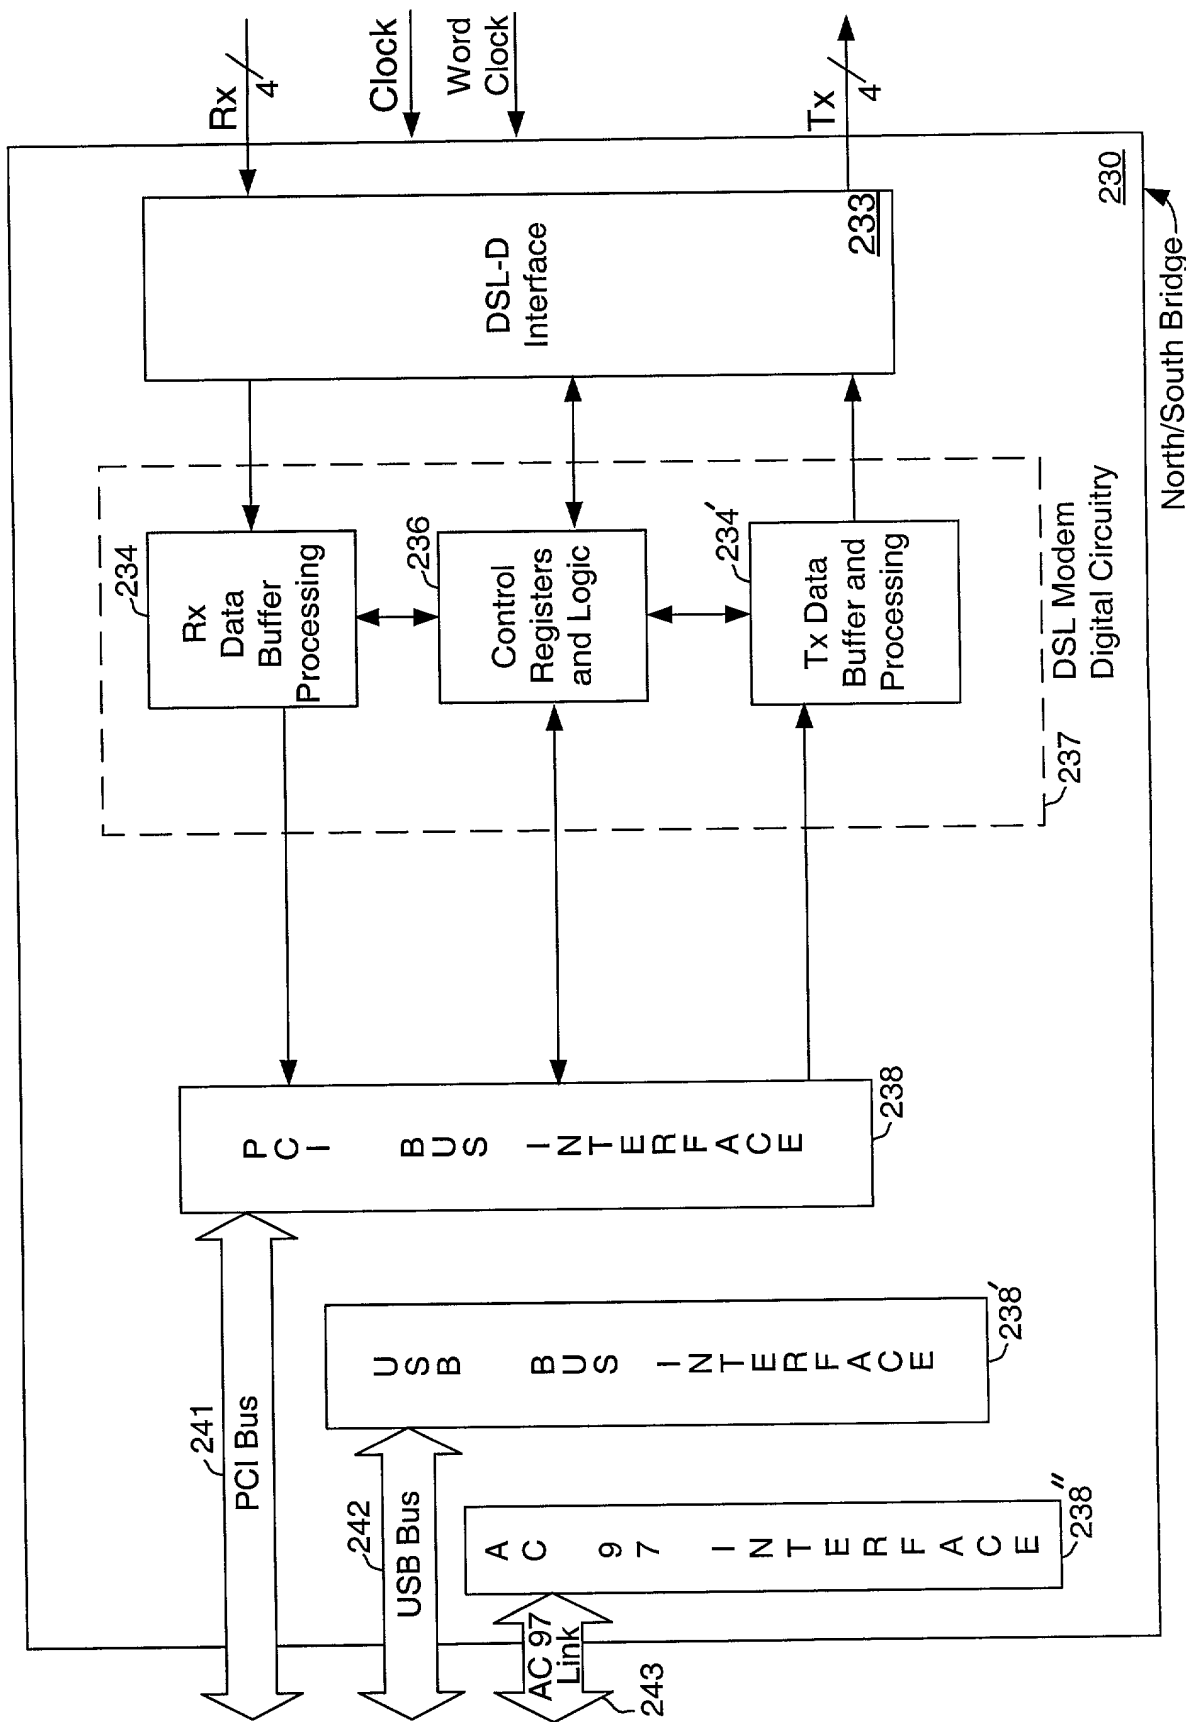 Rx
4
Clock
Word
Clock
Tx
4
230
North/South Bridge
DSL-D
Interface
233
234
Rx
Data
Buffer
Processing
236
Control
Registers
and Logic
234'
Tx Data
Buffer and
Processing
DSL Modem
Digital Circuitry
237
PCI BUS INTERFACE
238
USB BUS INTERFACE
238'
AC 97 INTERFACE
238''
241
PCI Bus
242
USB Bus
AC 97
Link
243